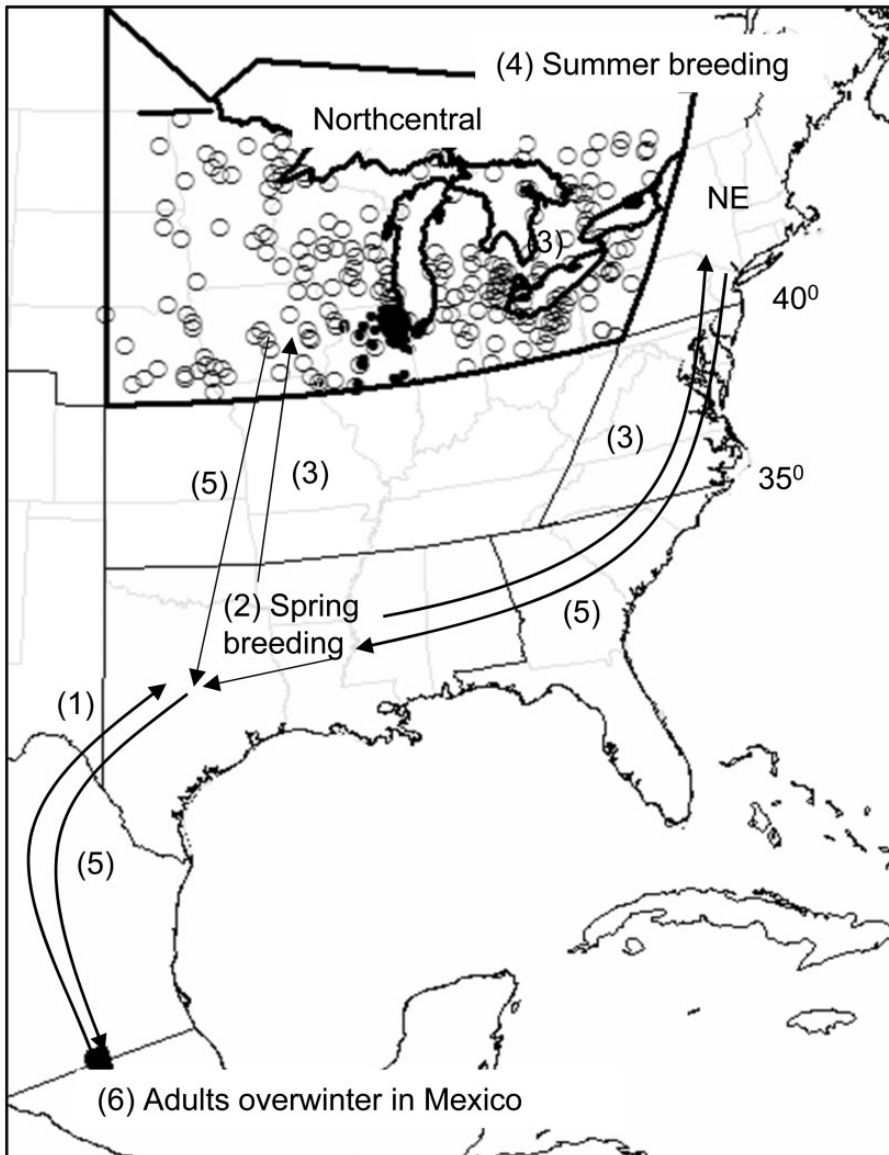 (4) Summer breeding
Northcentral
NE
(3)
40⁰
(3)
(5)
(3)
35⁰
(2) Spring
breeding
(5)
(1)
(5)
(6) Adults overwinter in Mexico